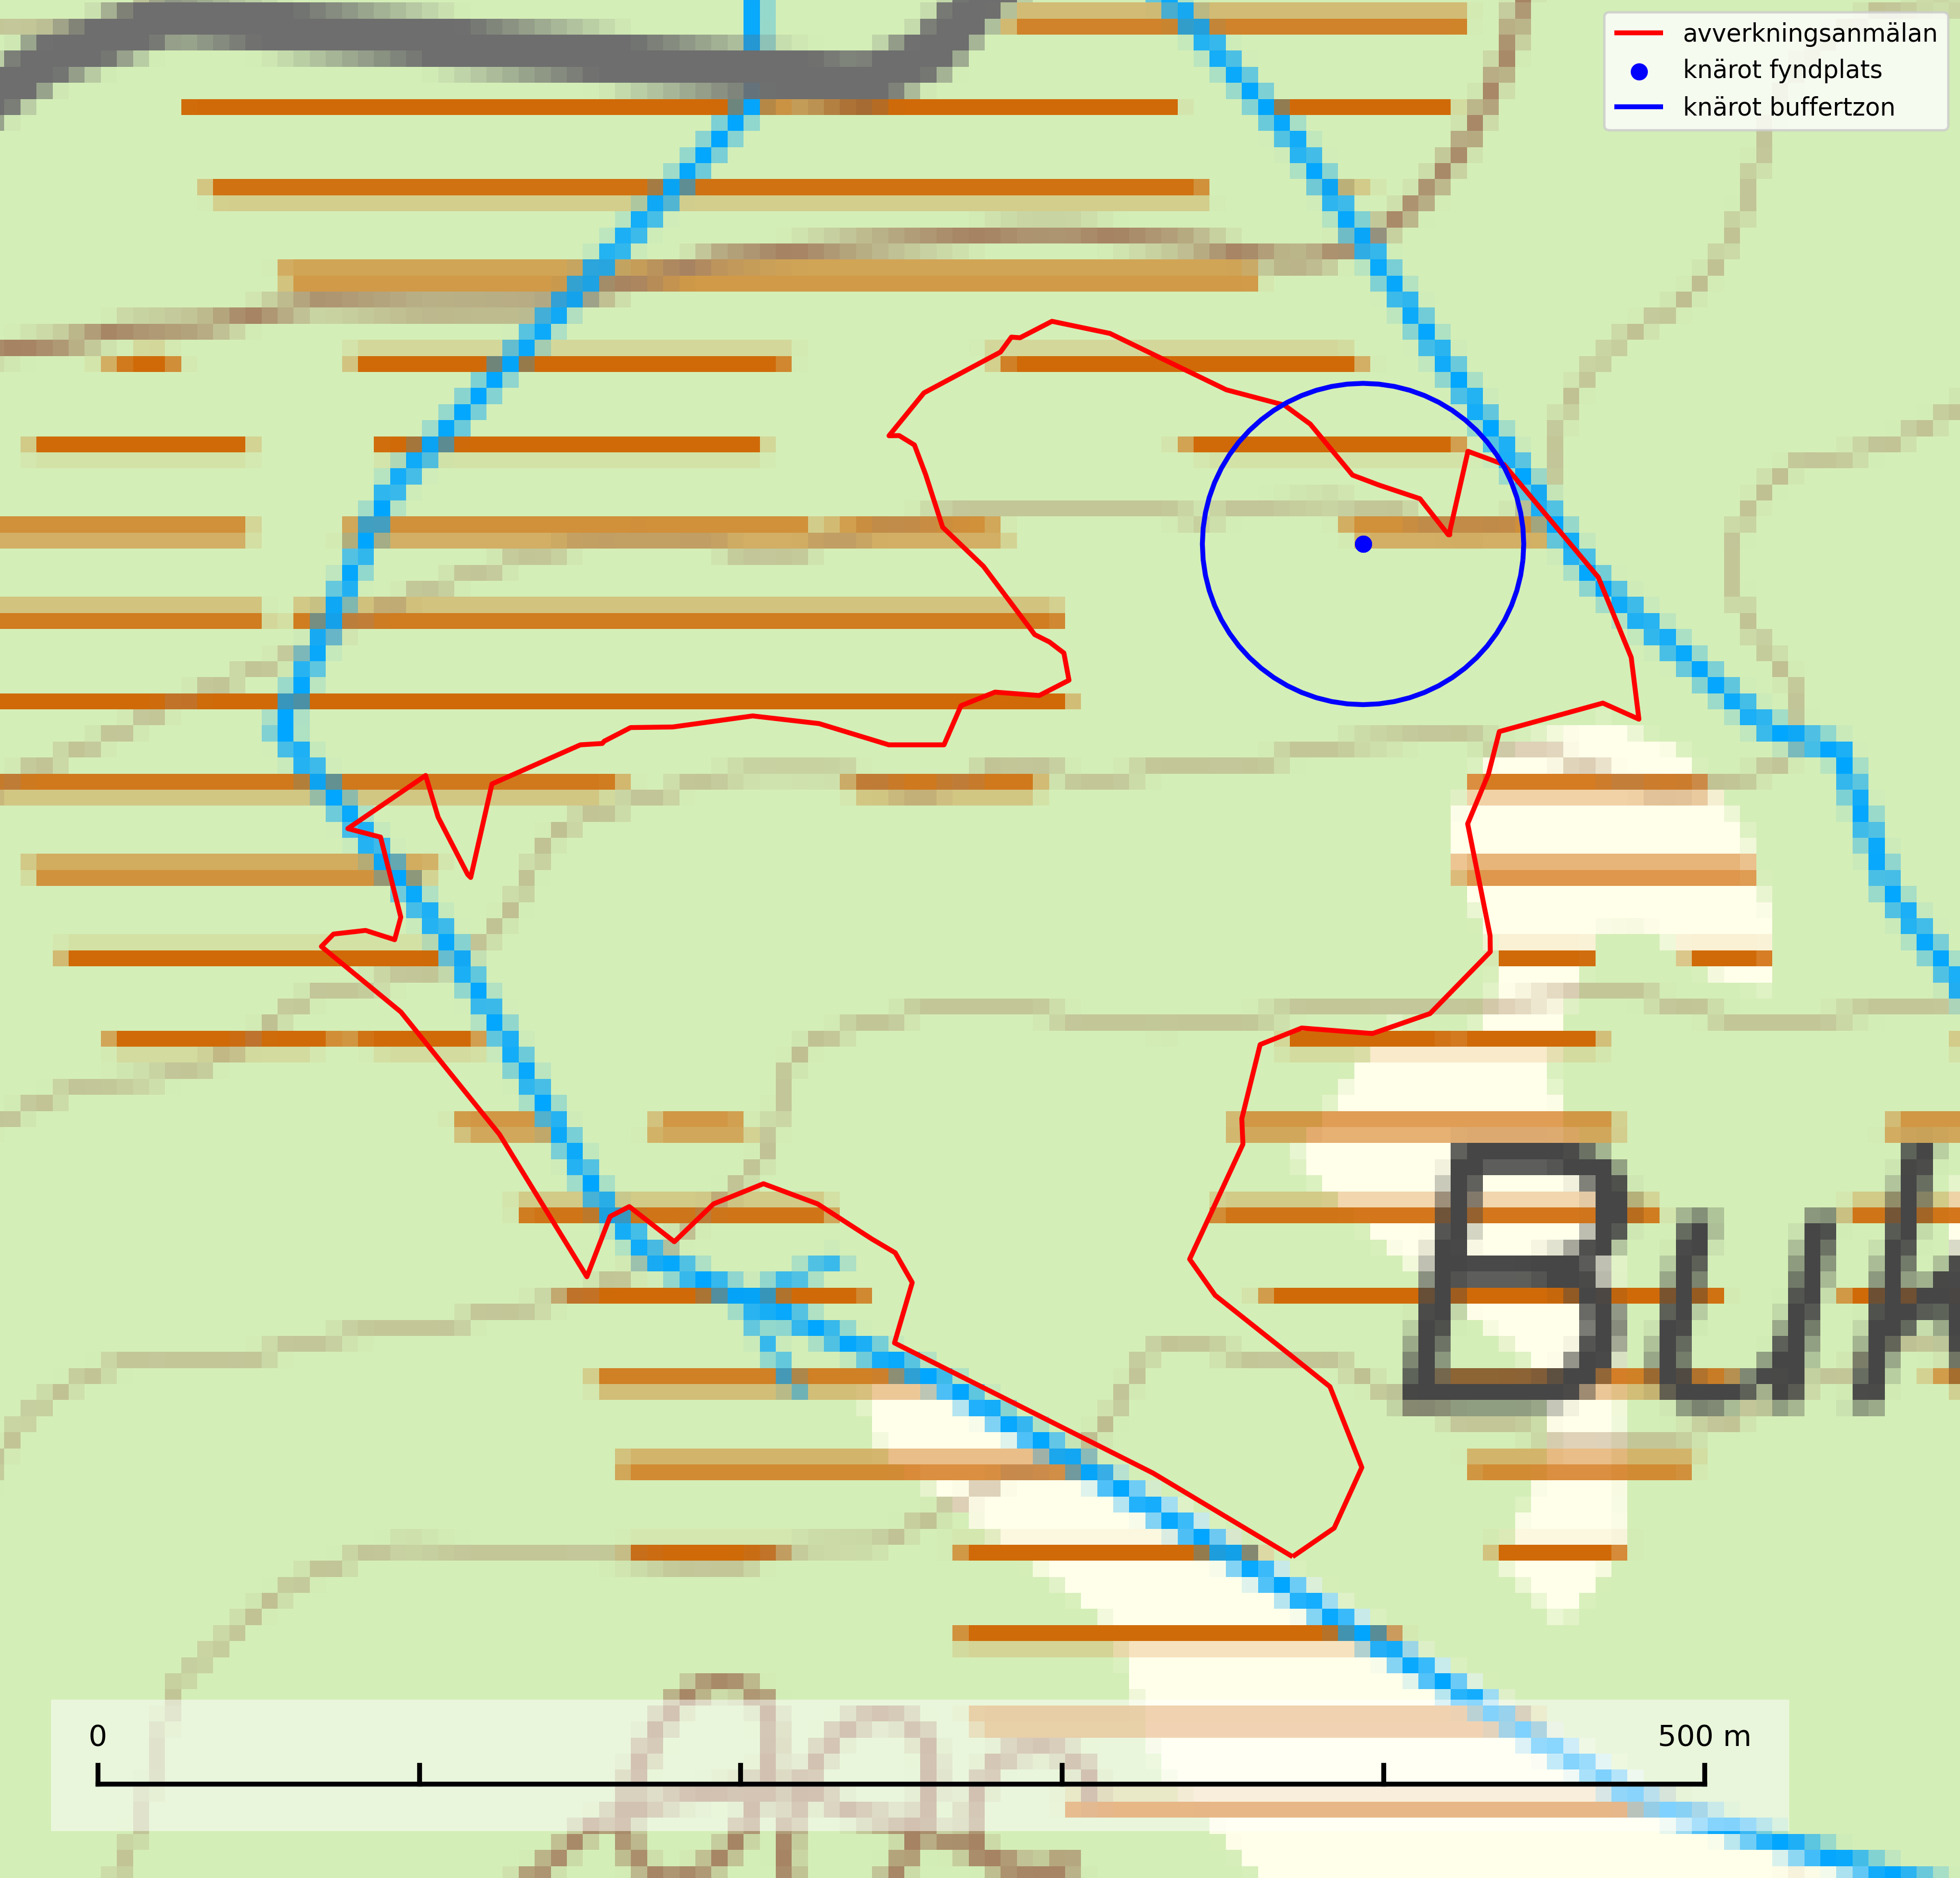 avverkningsanmälan
knärot fyndplats
knärot buffertzon
0 500 m